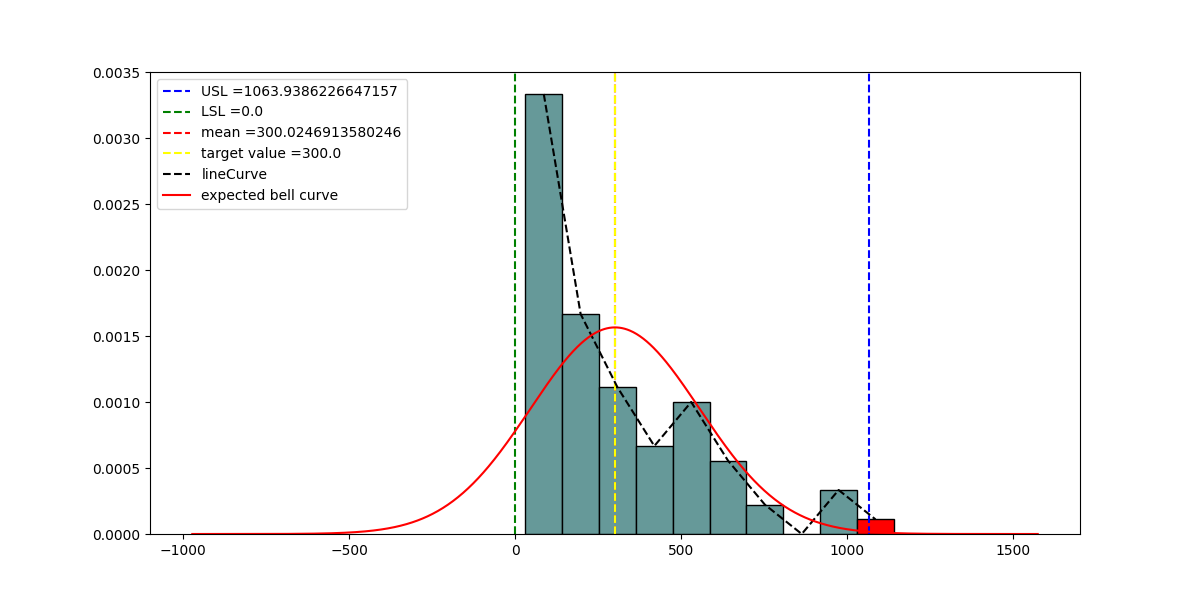 0.0035
0.0030
0.0025
0.0020
0.0015
0.0010
0.0005
0.0000
USL =1063.9386226647157
LSL =0.0
mean =300.0246913580246
target value =300.0
lineCurve
expected bell curve
−1000 −500 0 500 1000 1500